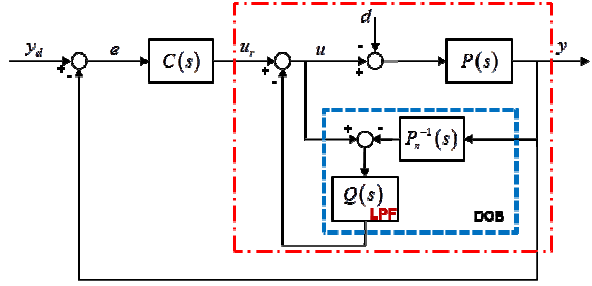 d
-
y_d + - e C(s) u_r + - u + P(s) y
+ - P_n^{-1}(s)
Q(s)
LPF
DOB